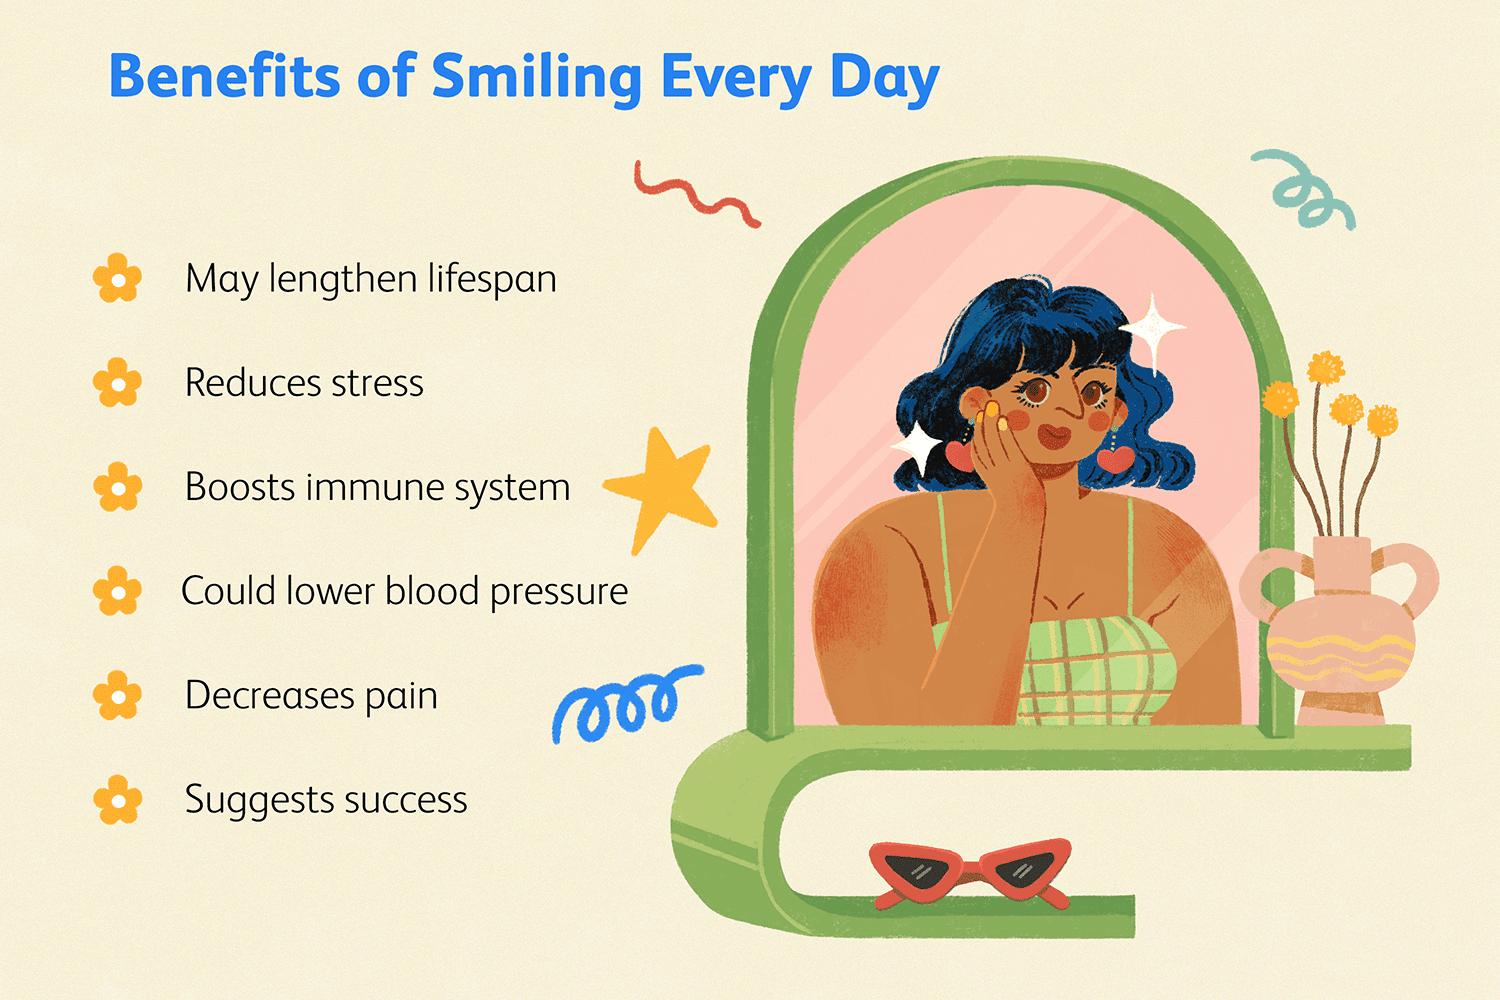 Benefits of Smiling Every Day
May lengthen lifespan
Reduces stress
Boosts immune system
Could lower blood pressure
Decreases pain
Suggests success